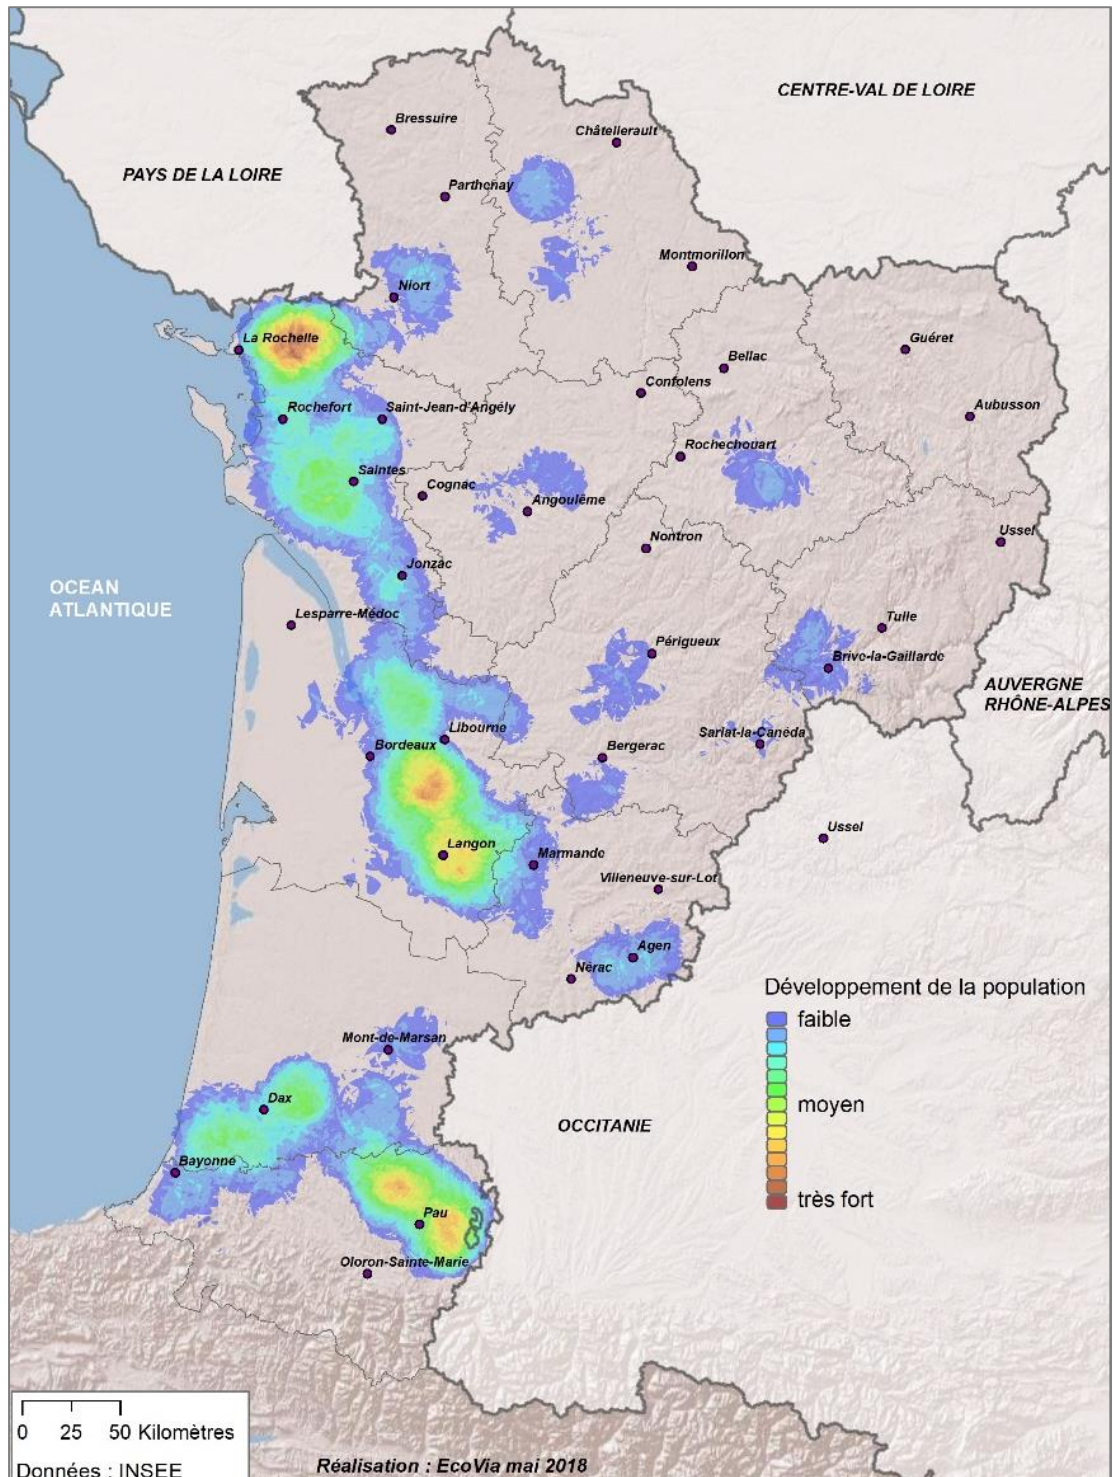 CENTRE-VAL DE LOIRE
Bressuire
Châtellerault
PAYS DE LA LOIRE
Parthenay
Montmorillon
Niort
La Rochelle
Guéret
Bellac
Confolens
Rochefort
Saint-Jean-d'Angély
Aubusson
Rochechouart
Saintes
Cognac
Angoulême
Nontron
Ussel
Jonzac
OCEAN
ATLANTIQUE
Lesparre-Médoc
Tulle
Périgueux
Brive-la-Gaillarde
AUVERGNE
RHÔNE-ALPES
Sarlat-la-Canéda
Libourne
Bordeaux
Bergerac
Ussel
Langon
Marmande
Villeneuve-sur-Lot
Agen
Nérac
Développement de la population
faible
moyen
très fort
Mont-de-Marsan
Dax
OCCITANIE
Bayonne
Pau
Oloron-Sainte-Marie
0 25 50 Kilomètres
Données : INSEE
Réalisation : EcoVia mai 2018